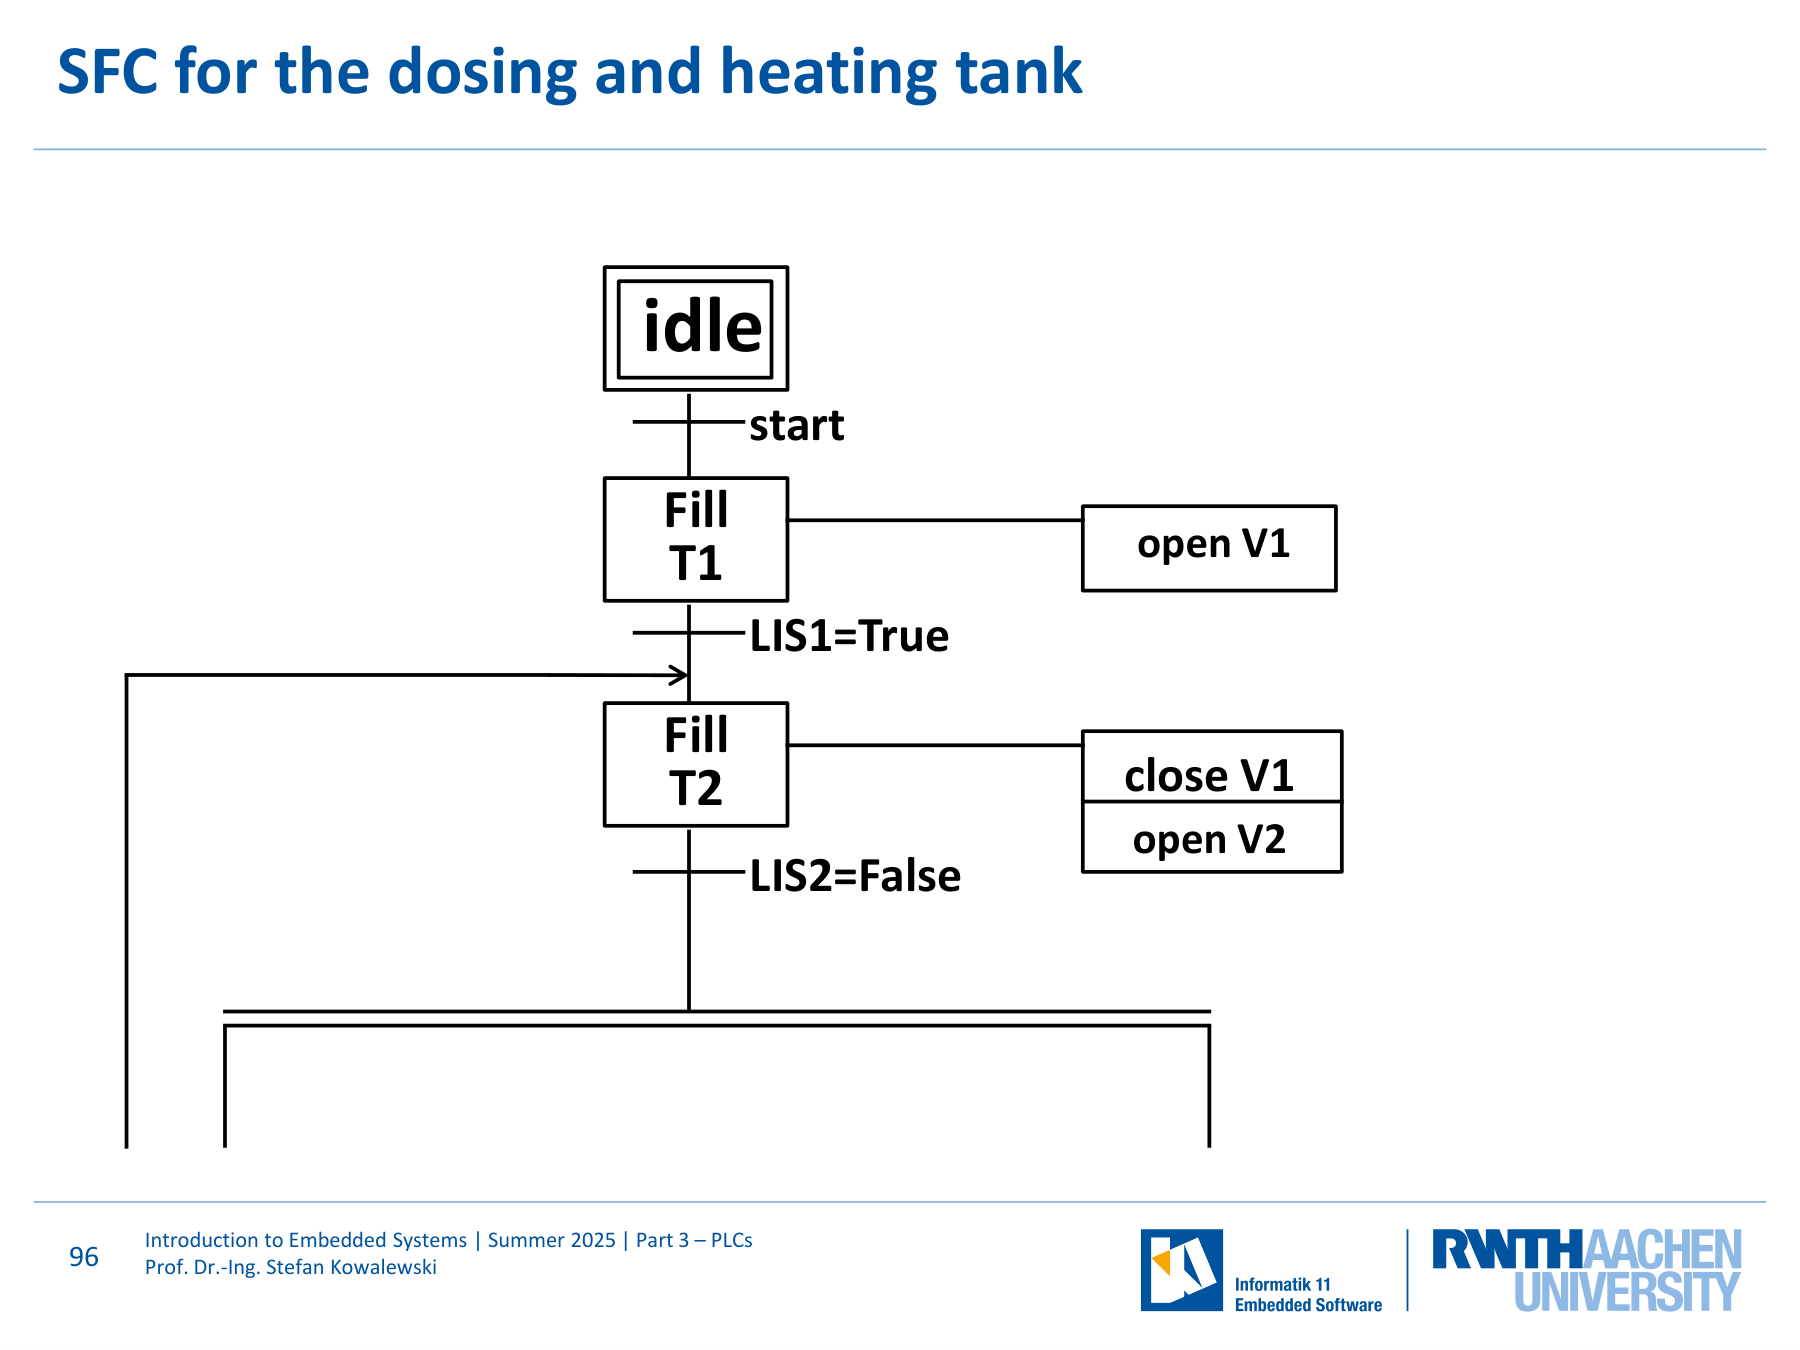 SFC for the dosing and heating tank
idle
start
Fill
T1
open V1
LIS1=True
Fill
T2
close V1
open V2
LIS2=False
96
Introduction to Embedded Systems | Summer 2025 | Part 3 – PLCs
Prof. Dr.-Ing. Stefan Kowalewski
Informatik 11
Embedded Software
RWTHAACHEN
UNIVERSITY